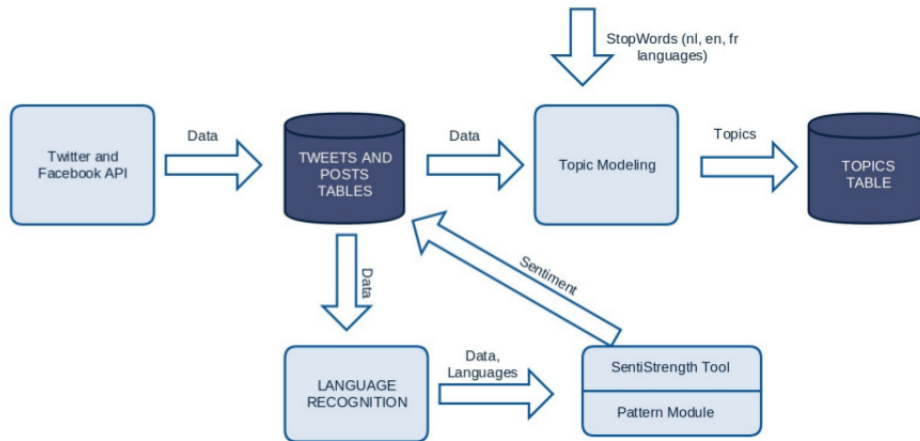 StopWords (nl, en, fr
languages)
Twitter and
Facebook API
Data
TWEETS AND
POSTS
TABLES
Data
Topic Modeling
Topics
TOPICS
TABLE
Data
Sentiment
LANGUAGE
RECOGNITION
Data,
Languages
SentiStrength Tool
Pattern Module